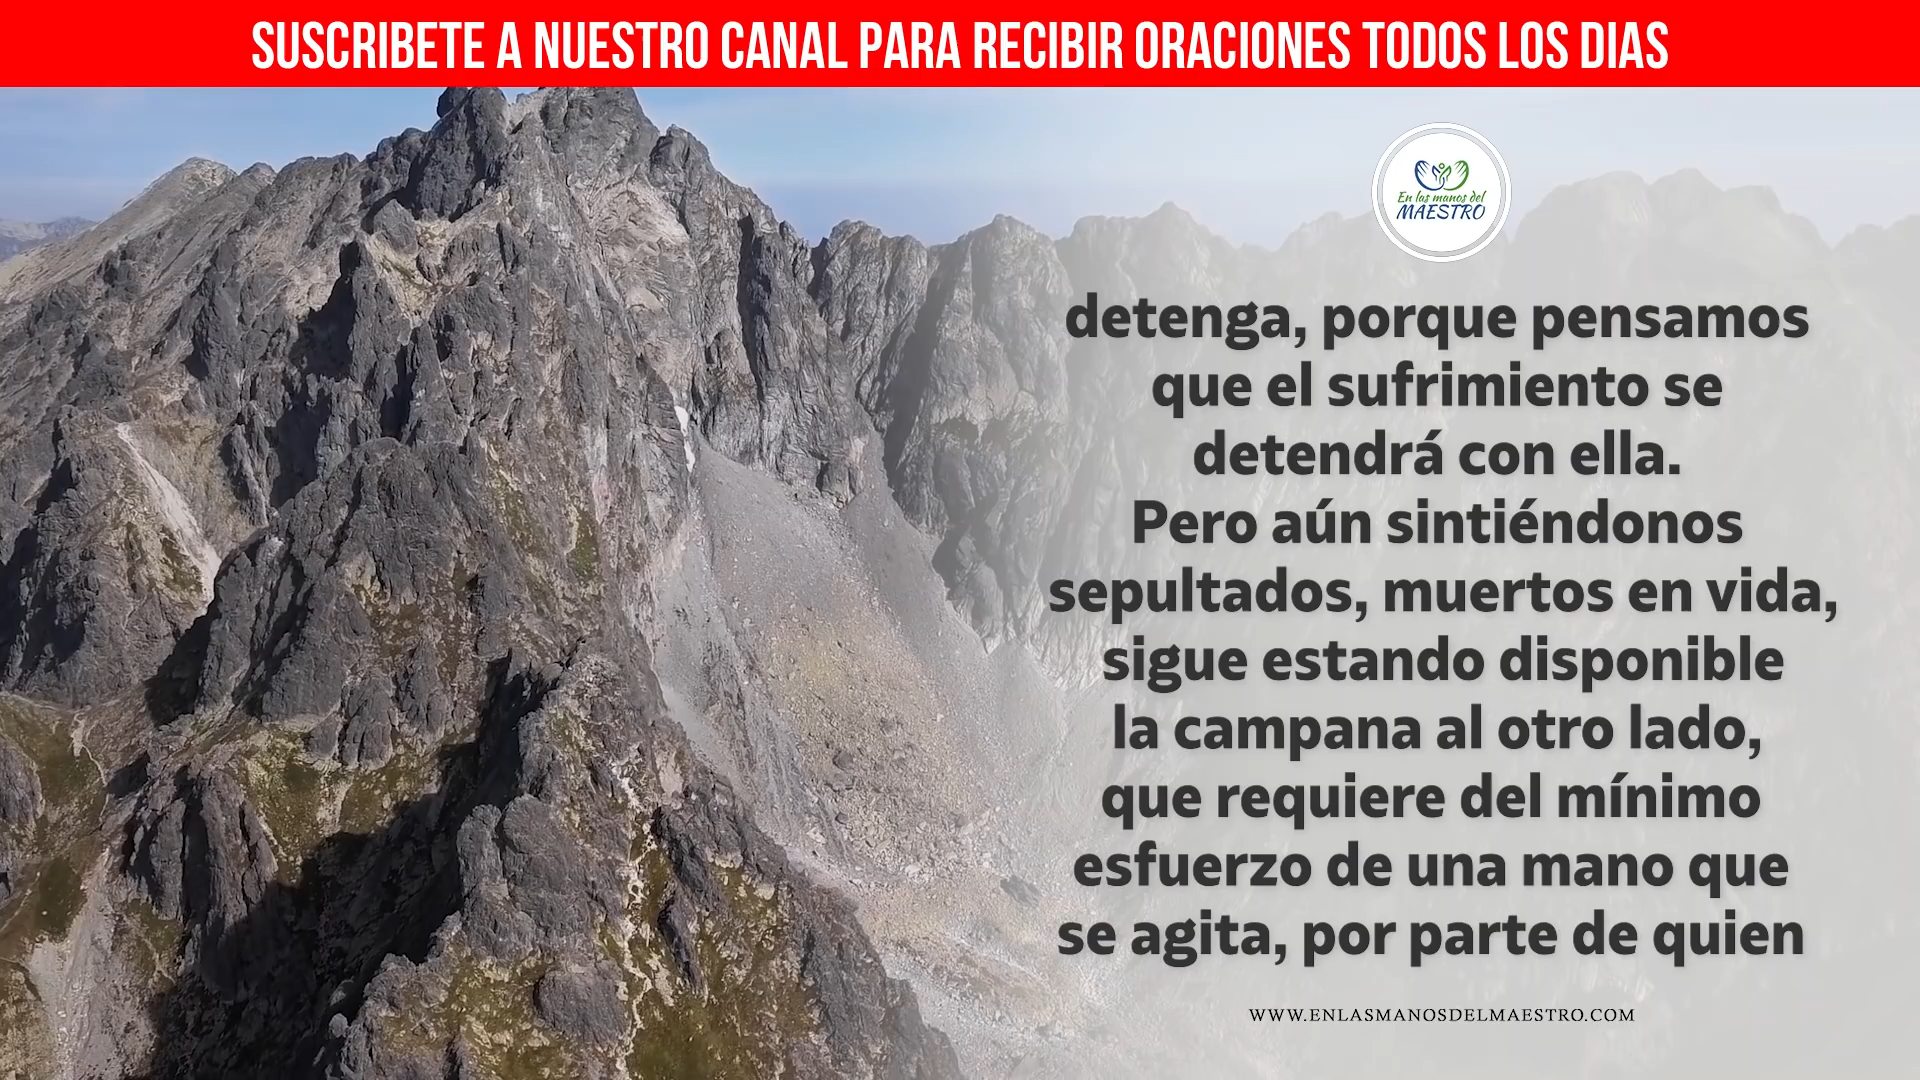 SUSCRIBETE A NUESTRO CANAL PARA RECIBIR ORACIONES TODOS LOS DIAS
En las manos del
MAESTRO
detenga, porque pensamos
que el sufrimiento se
detendrá con ella.
Pero aún sintiéndonos
sepultados, muertos en vida,
sigue estando disponible
la campana al otro lado,
que requiere del mínimo
esfuerzo de una mano que
se agita, por parte de quien
WWW.ENLASMANOSDELMAESTRO.COM